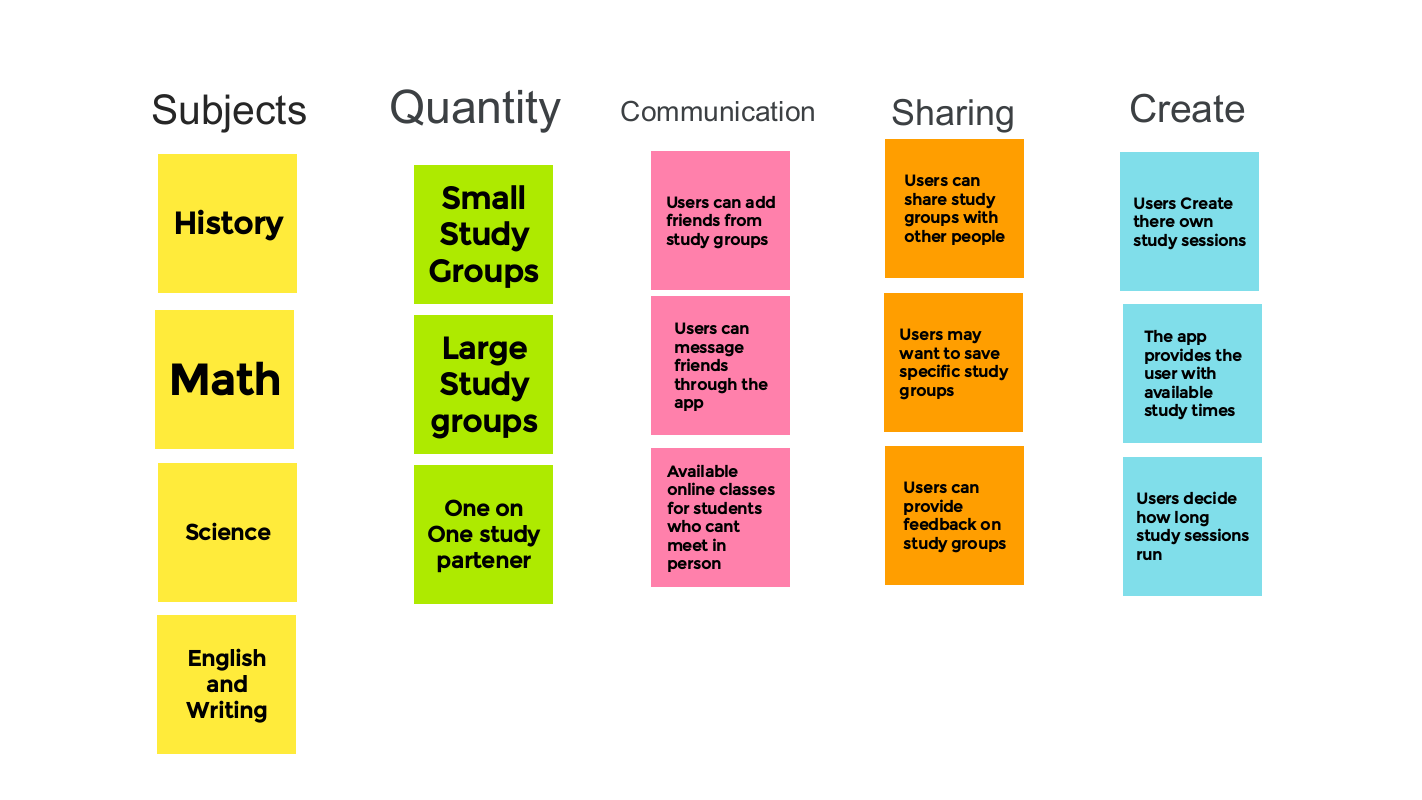 Subjects
History
Math
Science
English
and
Writing
Quantity
Small
Study
Groups
Large
Study
groups
One on
One study
partener
Communication
Users can add
friends from
study groups
Users can
message
friends
through the
app
Available
online classes
for students
who cant
meet in
person
Sharing
Users can
share study
groups with
other people
Users may
want to save
specific study
groups
Users can
provide
feedback on
study groups
Create
Users Create
there own
study sessions
The app
provides the
user with
available
study times
Users decide
how long
study sessions
run